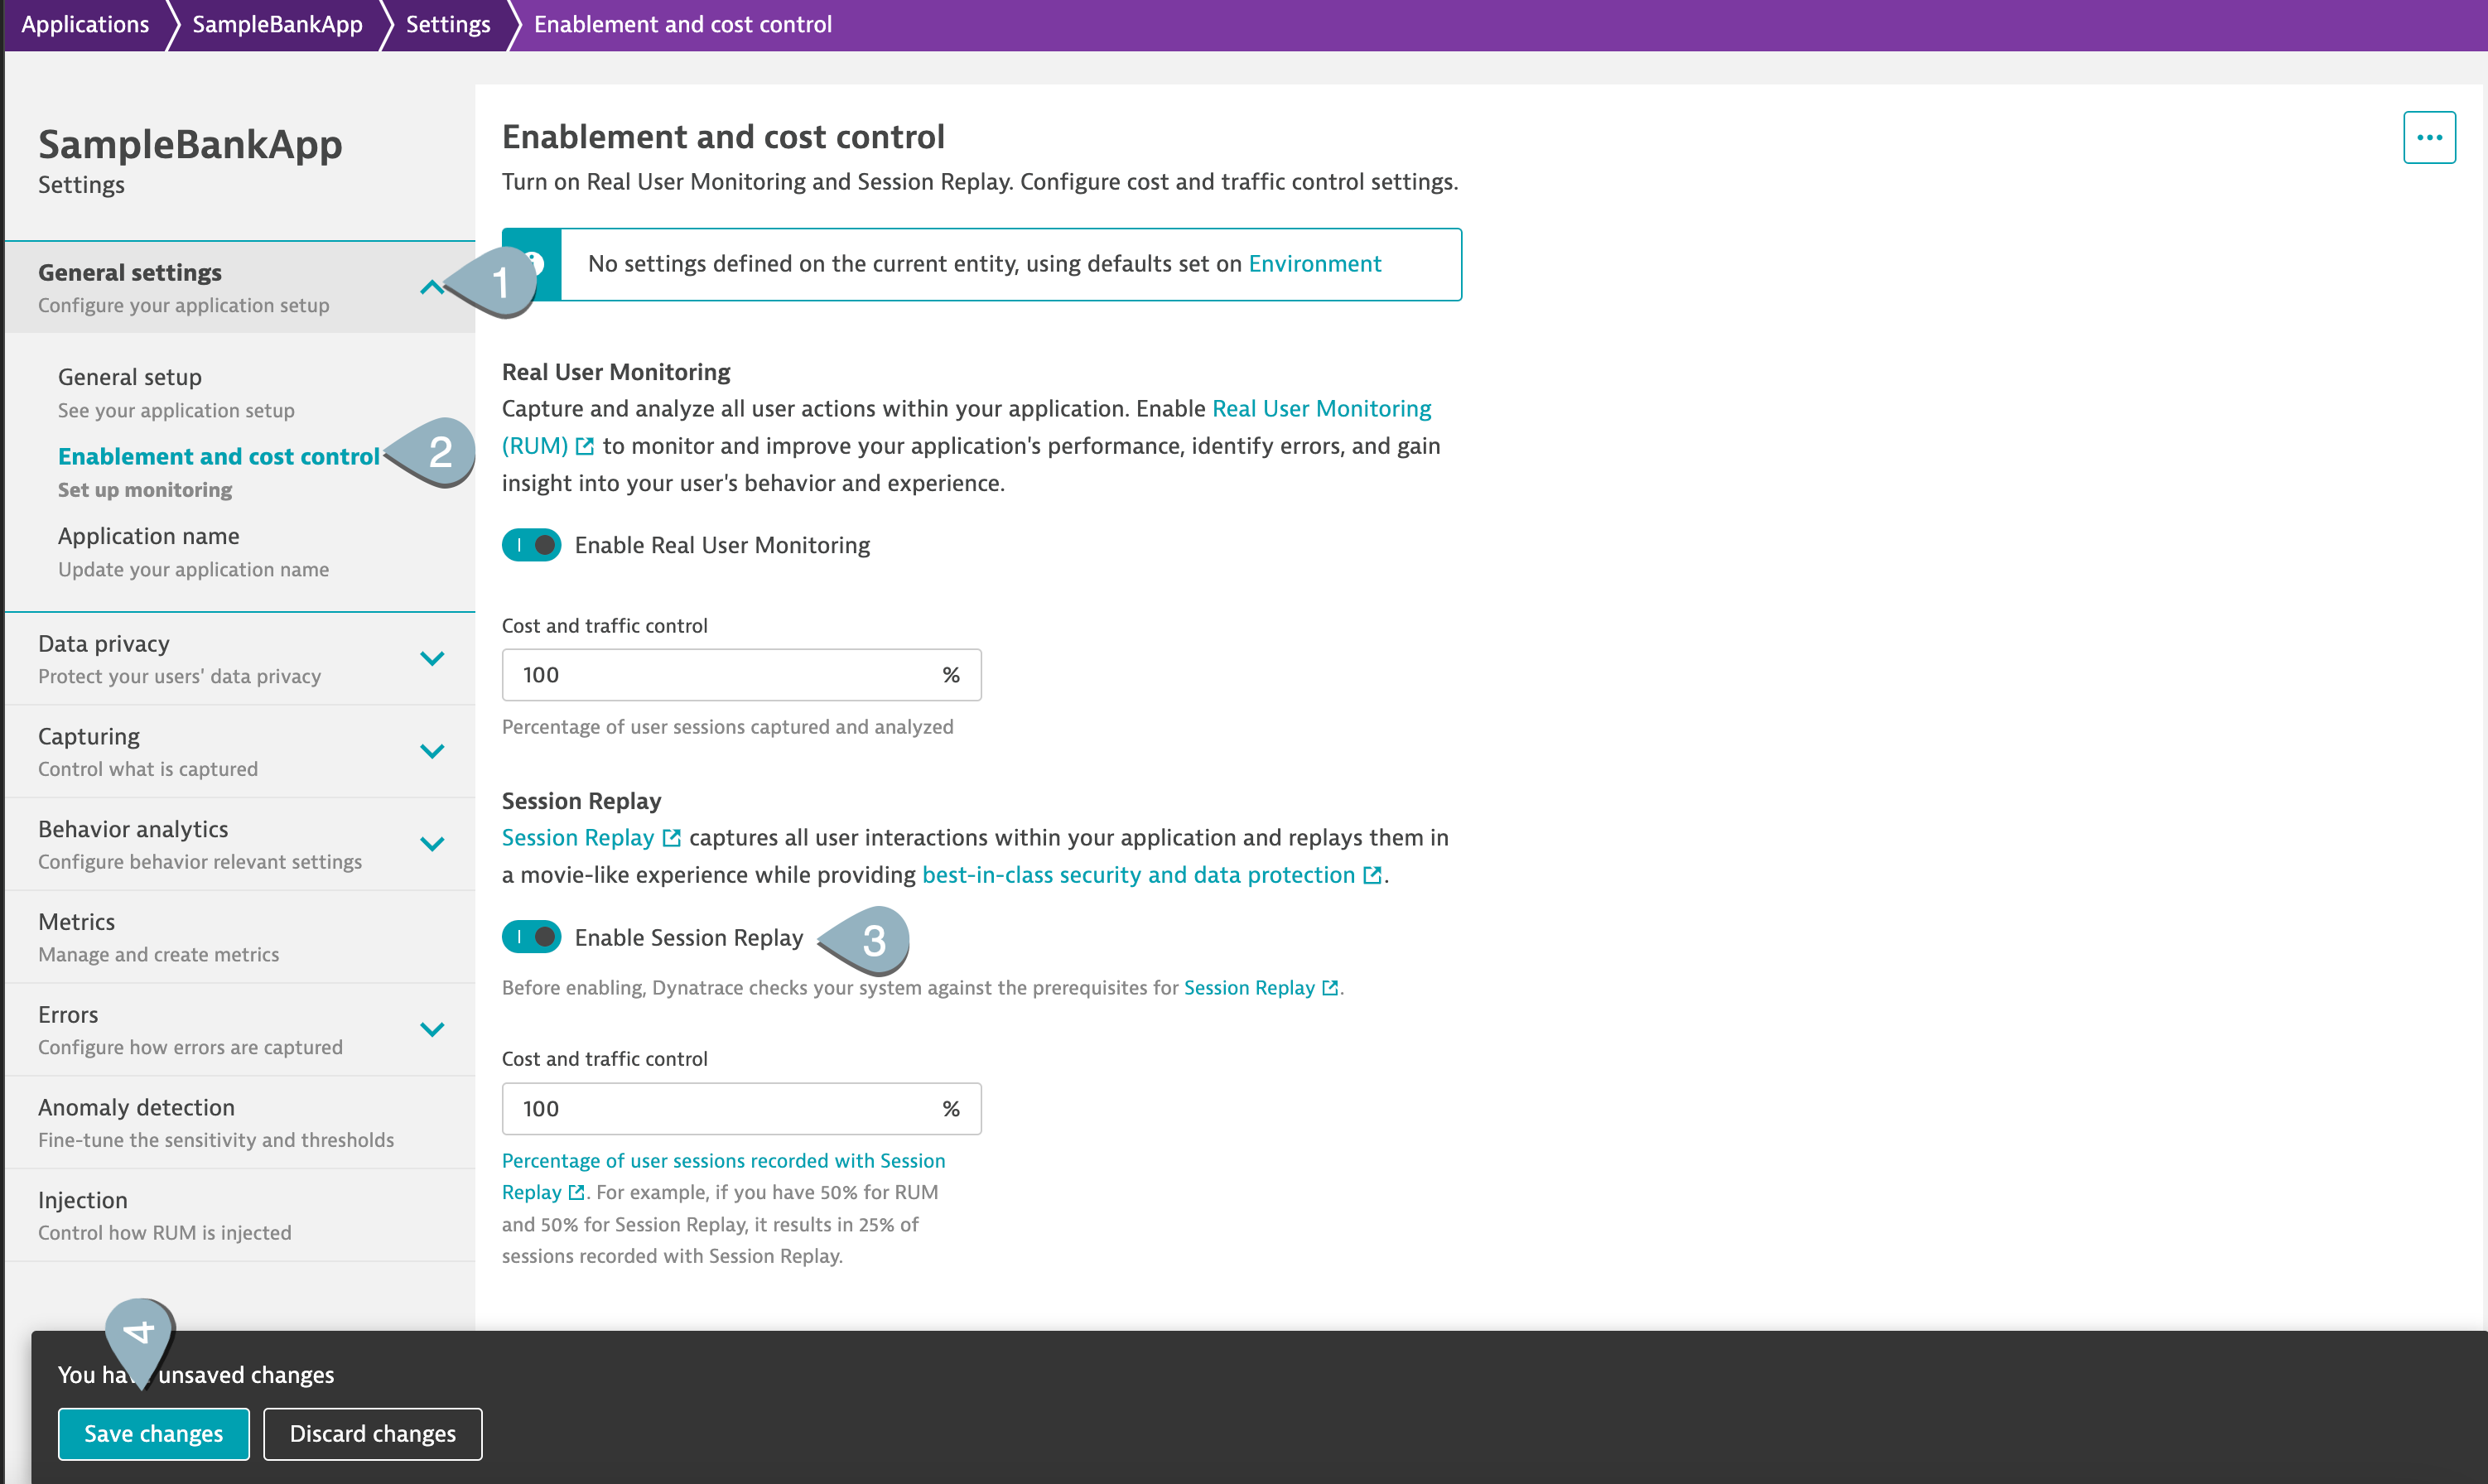 Applications
SampleBankApp
Settings
Enablement and cost control
SampleBankApp
Settings
General settings
Configure your application setup
1
General setup
See your application setup
Enablement and cost control
2
Set up monitoring
Application name
Update your application name
Data privacy
Protect your users' data privacy
Capturing
Control what is captured
Behavior analytics
Configure behavior relevant settings
Metrics
Manage and create metrics
Errors
Configure how errors are captured
Anomaly detection
Fine-tune the sensitivity and thresholds
Injection
Control how RUM is injected
Enablement and cost control
Turn on Real User Monitoring and Session Replay. Configure cost and traffic control settings.
No settings defined on the current entity, using defaults set on Environment
Real User Monitoring
Capture and analyze all user actions within your application. Enable Real User Monitoring
(RUM) to monitor and improve your application's performance, identify errors, and gain
insight into your user's behavior and experience.
Enable Real User Monitoring
Cost and traffic control
100 %
Percentage of user sessions captured and analyzed
Session Replay
Session Replay captures all user interactions within your application and replays them in
a movie-like experience while providing best-in-class security and data protection .
Enable Session Replay
3
Before enabling, Dynatrace checks your system against the prerequisites for Session Replay .
Cost and traffic control
100 %
Percentage of user sessions recorded with Session
Replay . For example, if you have 50% for RUM
and 50% for Session Replay, it results in 25% of
sessions recorded with Session Replay.
4
You unsaved changes
Save changes
Discard changes